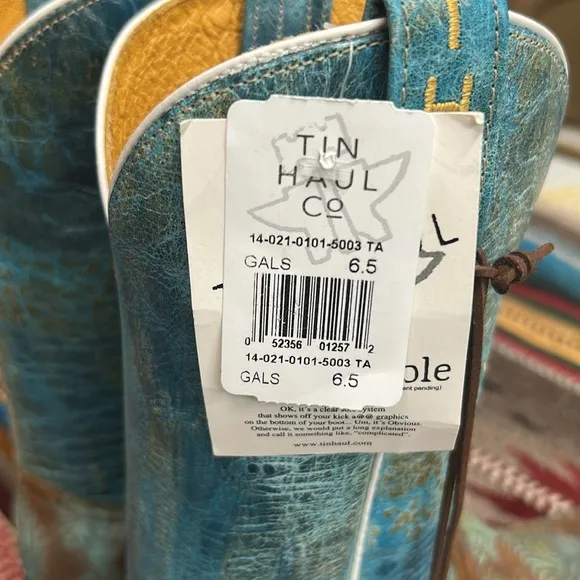 TIN
HAUL
CO
14-021-0101-5003 TA
GALS 6.5
0 52356 01257 2
14-021-0101-5003 TA
GALS 6.5
OK, it's a clear sole system
that shows off your kick a@@ graphics
on the bottom of your boot... Um, it's Obvious.
Otherwise, we would put a long explanation
and call it something like, "complicated".
www.tinhaul.com